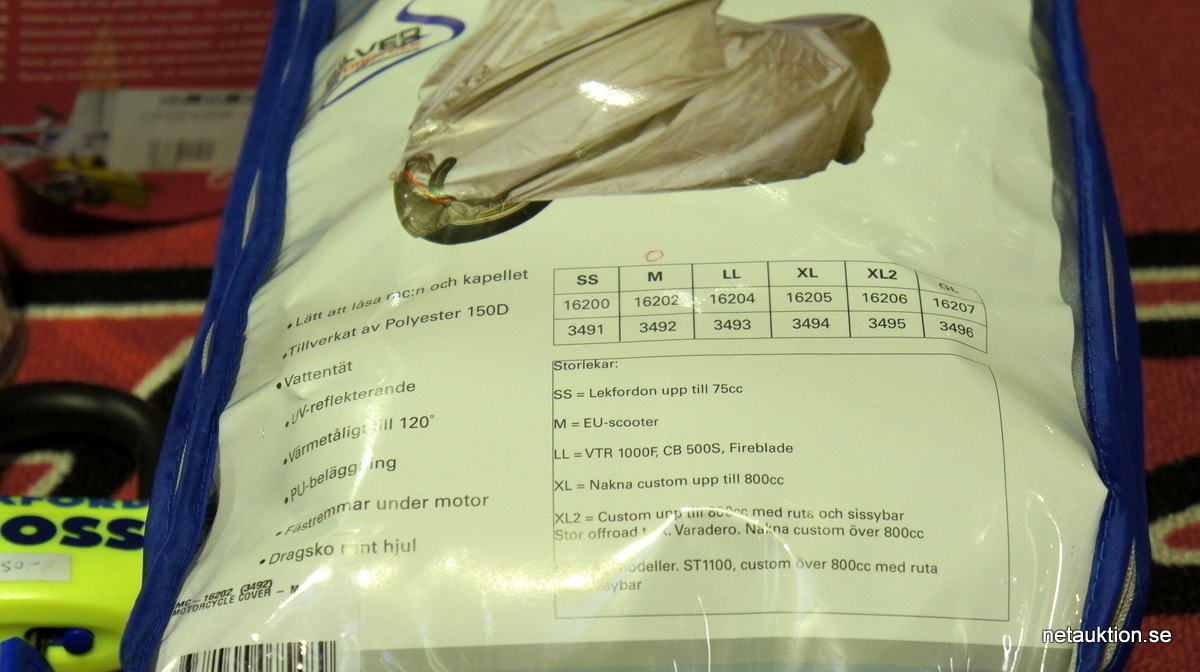 SILVER
• Lätt att låsa mc:n och kapellet
• Tillverkat av Polyester 150D
• Vattentät
• UV-reflekterande
• Värmetåligt till 120°
• PU-beläggning
• Fästremmar under motor
• Dragsko runt hjul
MC-16202 (3492)
MOTORCYCLE COVER - M
SS M LL XL XL2 GL
16200 16202 16204 16205 16206 16207
3491 3492 3493 3494 3495 3496
Storlekar:
SS = Lekfordon upp till 75cc
M = EU-scooter
LL = VTR 1000F, CB 500S, Fireblade
XL = Nakna custom upp till 800cc
XL2 = Custom upp till 800cc med ruta och sissybar
Stor offroad t.ex. Varadero. Nakna custom över 800cc
modeller. ST1100, custom över 800cc med ruta
sissybar
OSS
50:-
netauktion.se